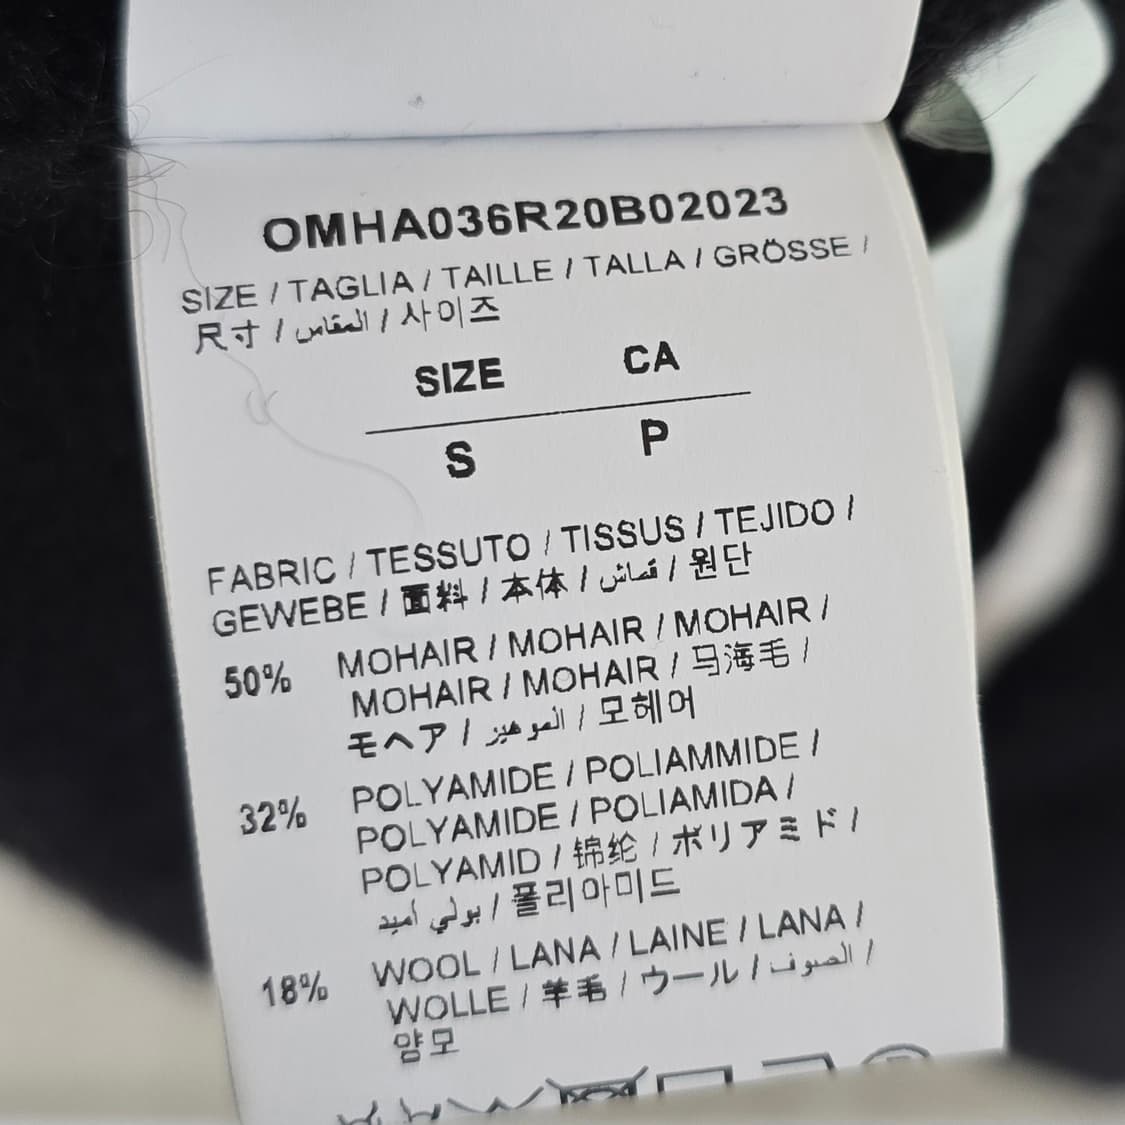 OMHA036R20B02023
SIZE / TAGLIA / TAILLE / TALLA / GRÖSSE /
尺寸 / المقاس / 사이즈
SIZE CA
S P
FABRIC / TESSUTO / TISSUS / TEJIDO /
GEWEBE / 面料 / 本体 / قماش / 원단
50% MOHAIR / MOHAIR / MOHAIR /
MOHAIR / MOHAIR / 马海毛 /
モヘア / الموهير / 모헤어
32% POLYAMIDE / POLIAMMIDE /
POLYAMIDE / POLIAMIDA /
POLYAMID / 锦纶 / ポリアミド /
بولي أميد / 폴리아미드
18% WOOL / LANA / LAINE / LANA /
WOLLE / 羊毛 / ウール / الصوف /
양모